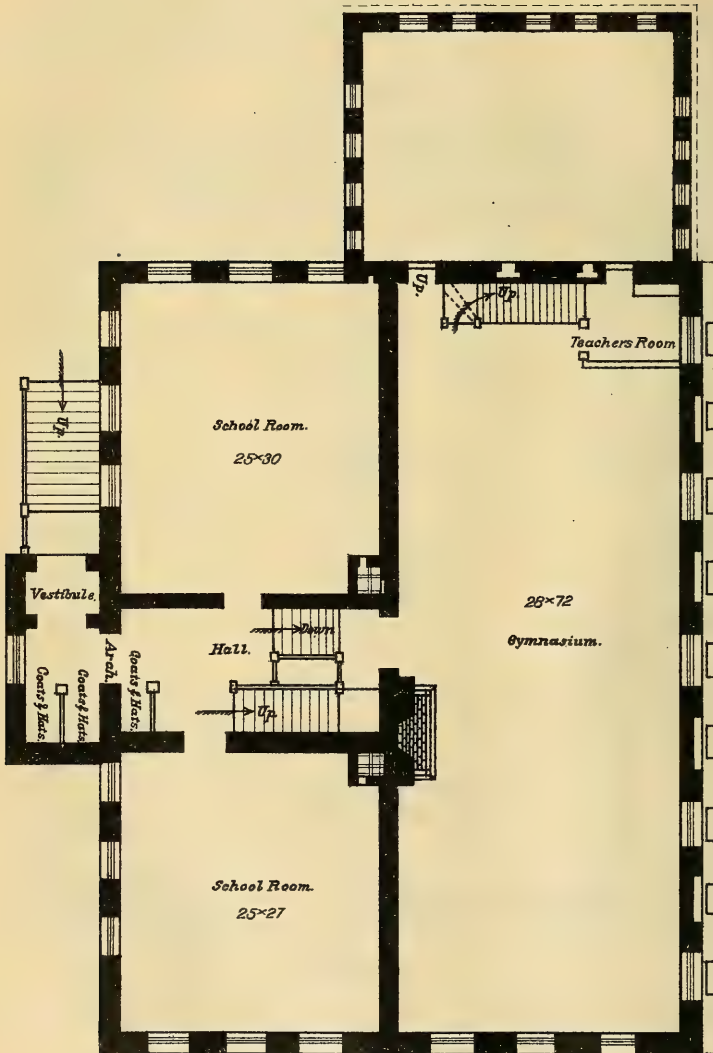 Up.
Up
Teachers Room
School Room.
25×30
Up.
Vestibule.
28×72
Gymnasium.
Hall.
Down
Arch.
Coats & Hats.
Coats & Hats.
Coats & Hats.
Up.
School Room.
25×27